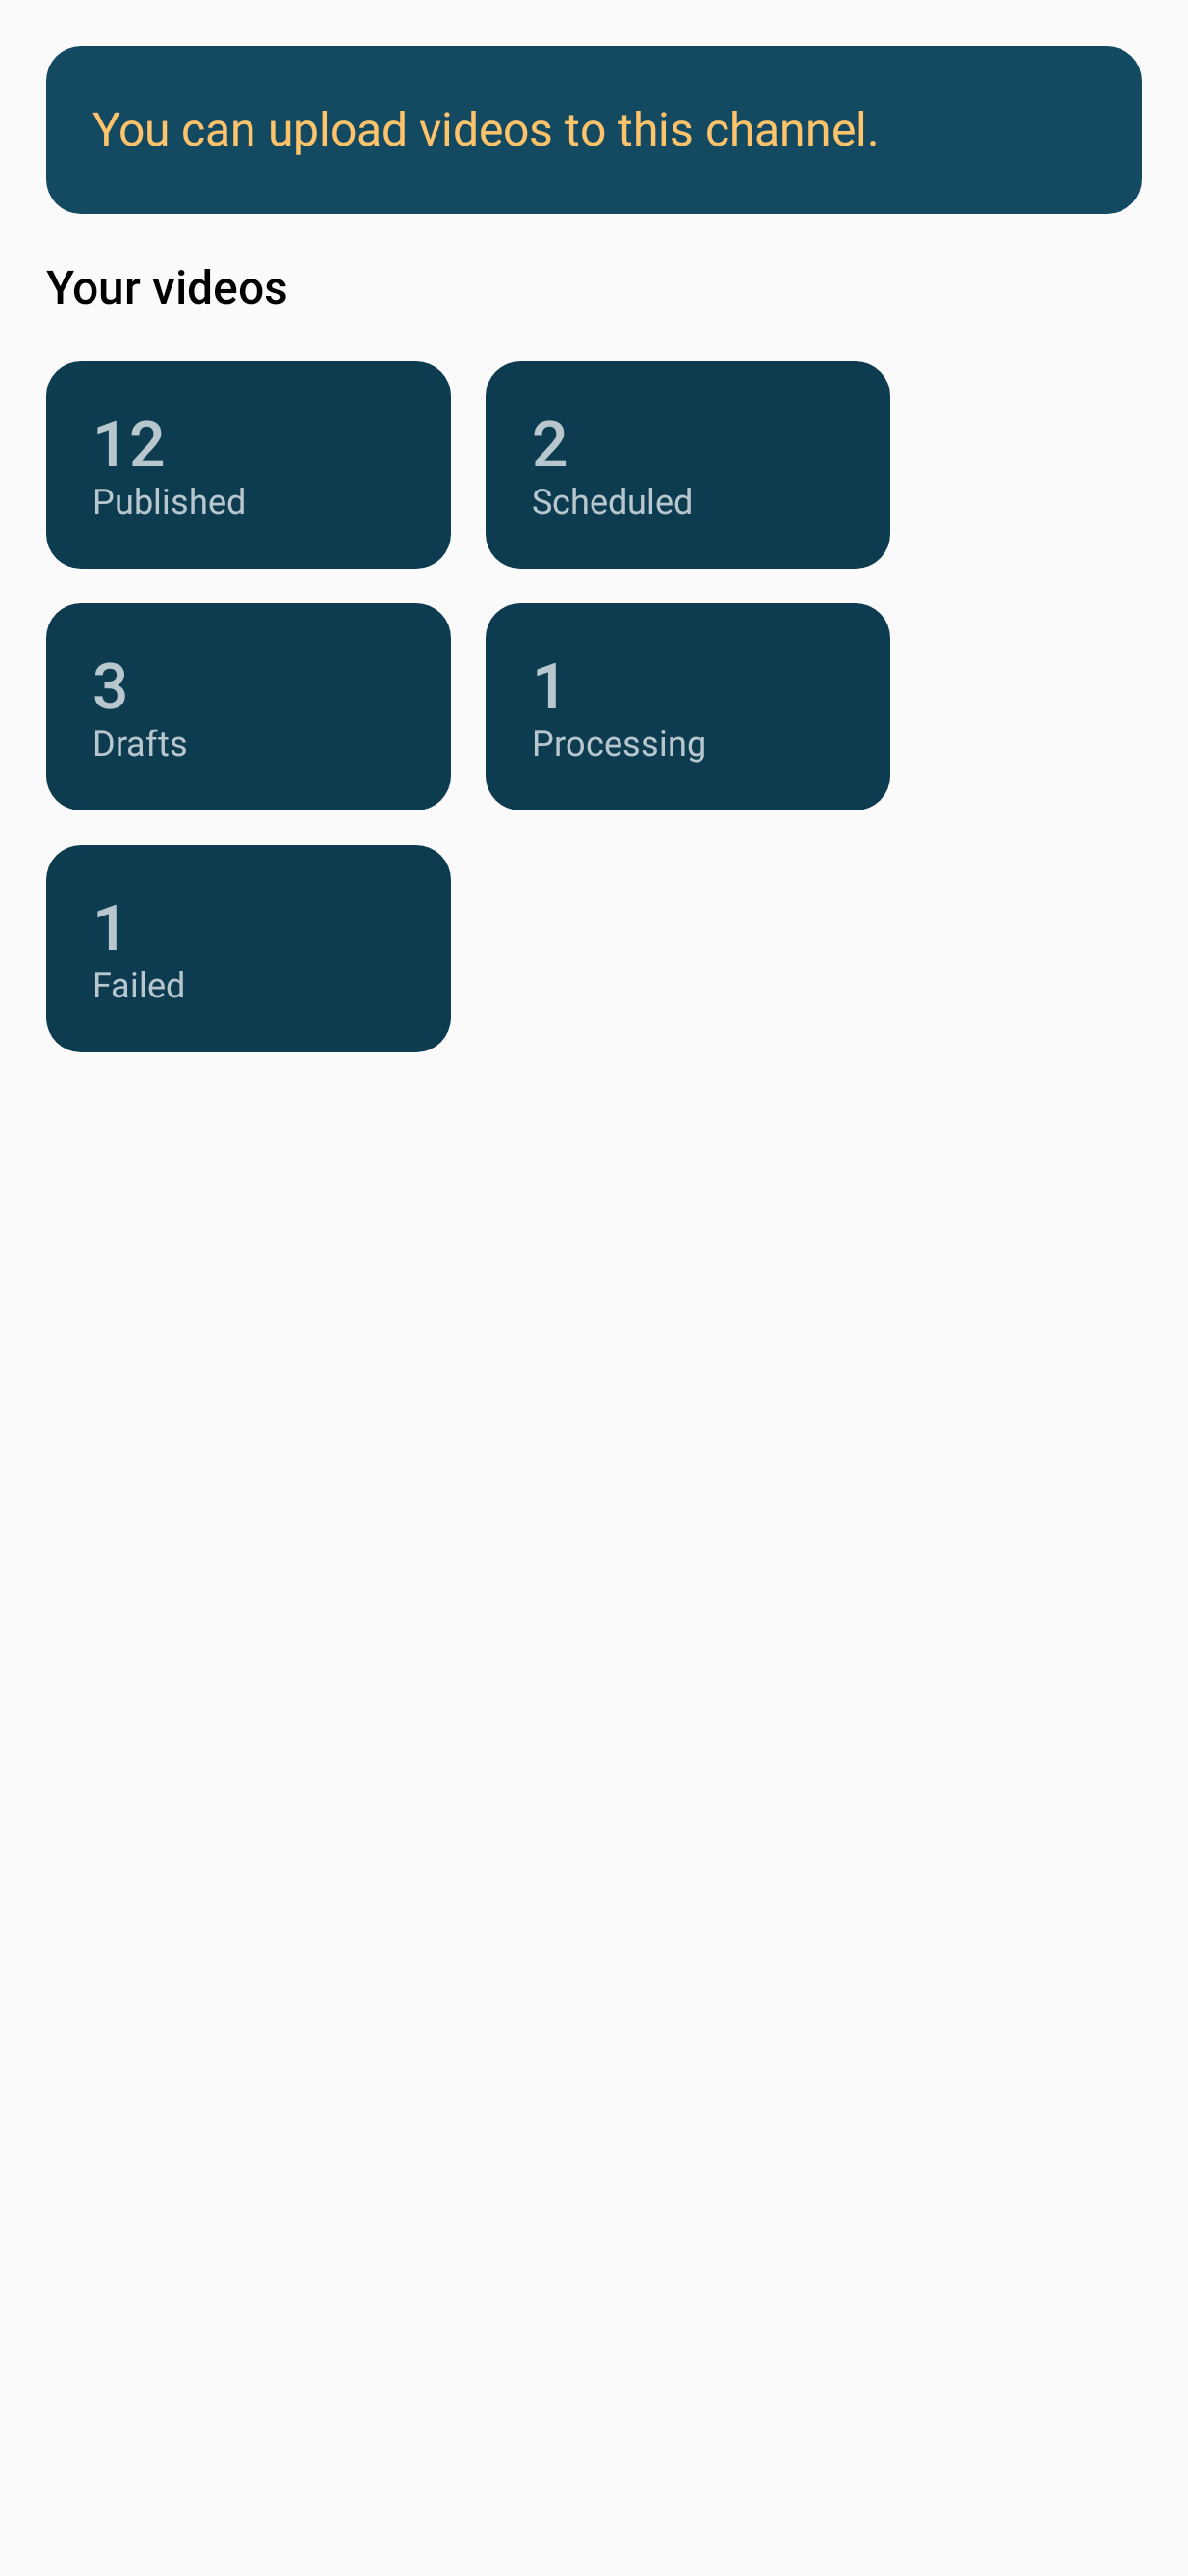 You can upload videos to this channel.
Your videos
12
Published
2
Scheduled
3
Drafts
1
Processing
1
Failed